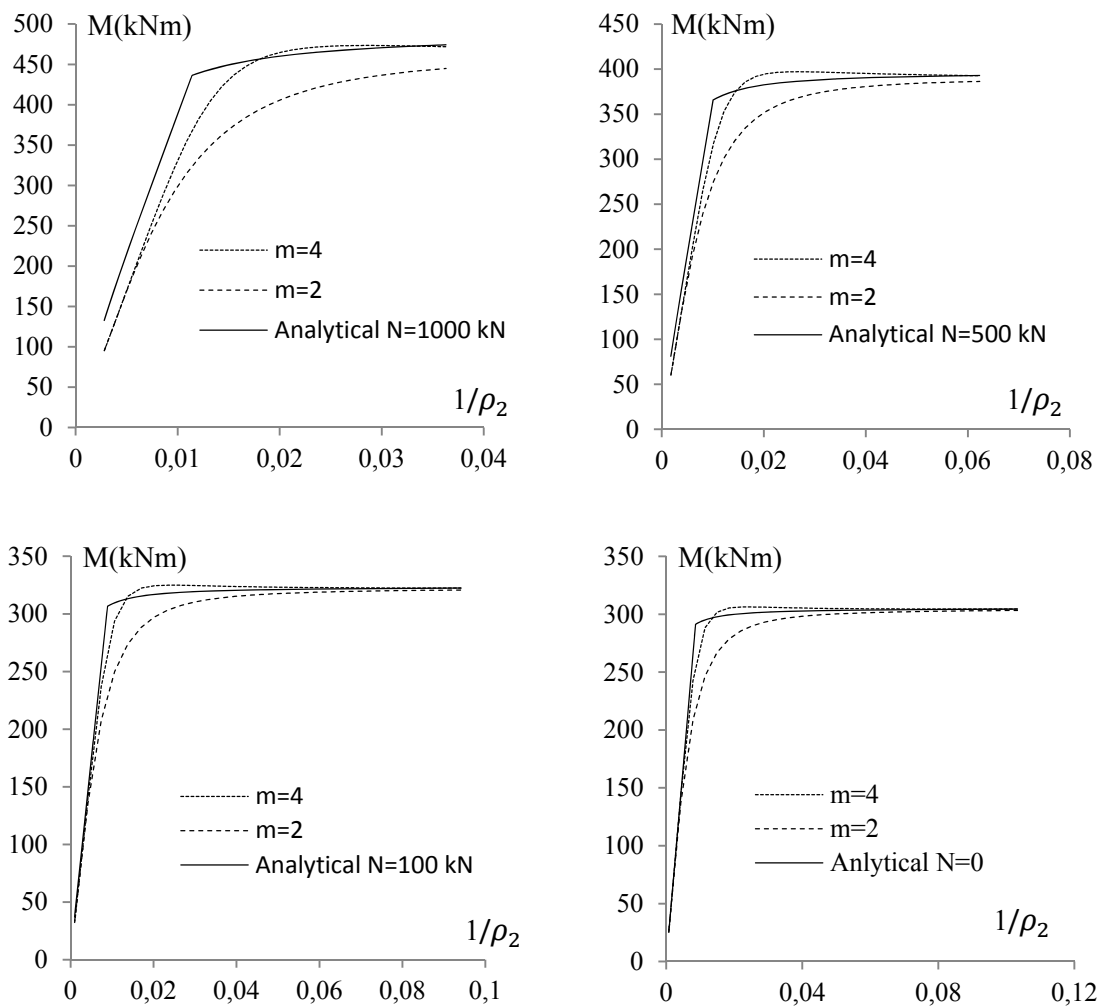 M(kNm)
500
450
400
350
300
250
200
150
100
50
0
m=4
m=2
Analytical N=1000 kN
1/ρ₂
0 0,01 0,02 0,03 0,04
M(kNm)
450
400
350
300
250
200
150
100
50
0
m=4
m=2
Analytical N=500 kN
1/ρ₂
0 0,02 0,04 0,06 0,08
M(kNm)
350
300
250
200
150
100
50
0
m=4
m=2
Analytical N=100 kN
1/ρ₂
0 0,02 0,04 0,06 0,08 0,1
M(kNm)
350
300
250
200
150
100
50
0
m=4
m=2
Anlytical N=0
1/ρ₂
0 0,04 0,08 0,12